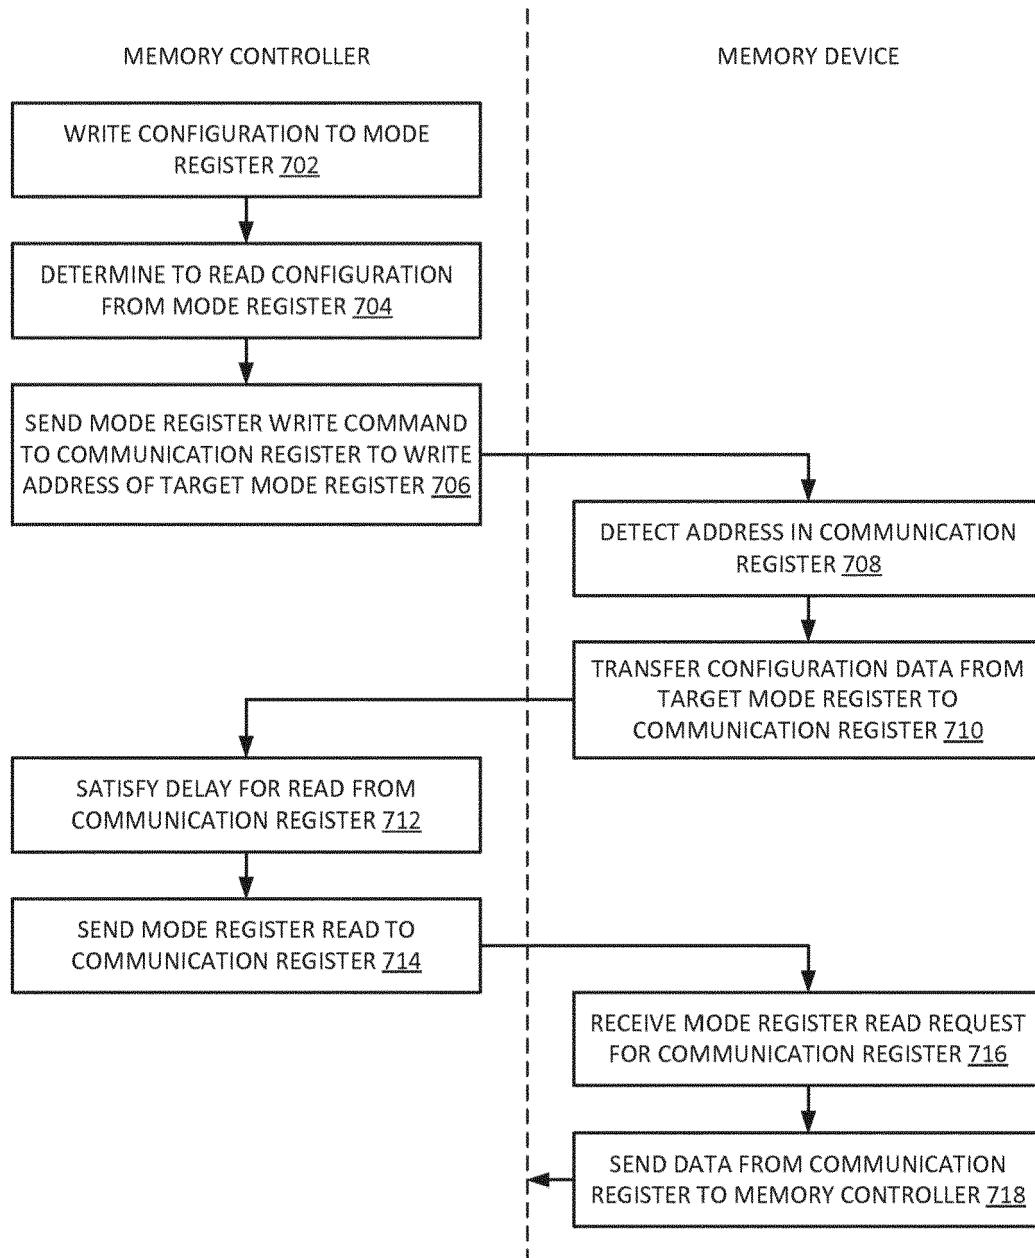 MEMORY CONTROLLER
MEMORY DEVICE
WRITE CONFIGURATION TO MODE
REGISTER 702
DETERMINE TO READ CONFIGURATION
FROM MODE REGISTER 704
SEND MODE REGISTER WRITE COMMAND
TO COMMUNICATION REGISTER TO WRITE
ADDRESS OF TARGET MODE REGISTER 706
DETECT ADDRESS IN COMMUNICATION
REGISTER 708
TRANSFER CONFIGURATION DATA FROM
TARGET MODE REGISTER TO
COMMUNICATION REGISTER 710
SATISFY DELAY FOR READ FROM
COMMUNICATION REGISTER 712
SEND MODE REGISTER READ TO
COMMUNICATION REGISTER 714
RECEIVE MODE REGISTER READ REQUEST
FOR COMMUNICATION REGISTER 716
SEND DATA FROM COMMUNICATION
REGISTER TO MEMORY CONTROLLER 718